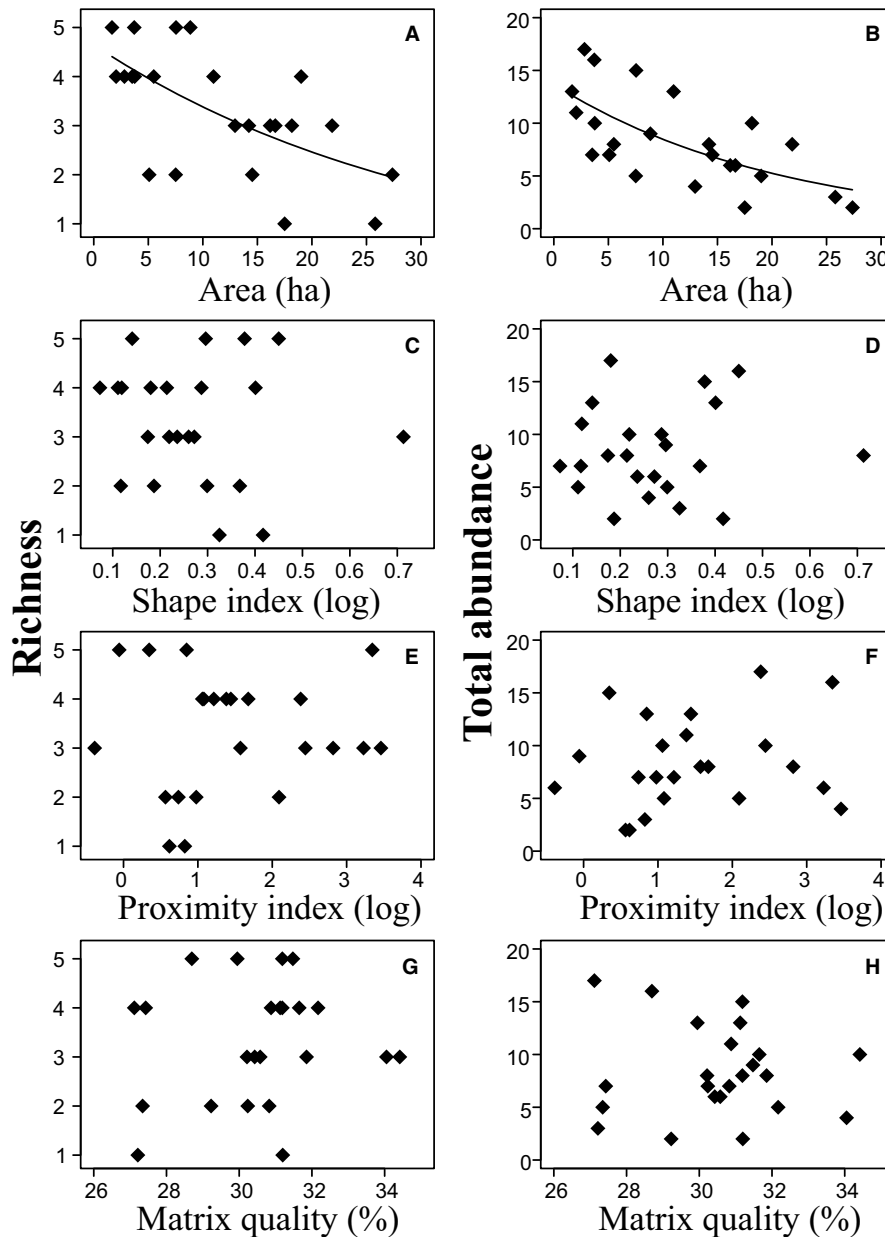 Richness
Total abundance
A
5
4
3
2
1
0 5 10 15 20 25 30
Area (ha)
B
20
15
10
5
0
0 5 10 15 20 25 30
Area (ha)
C
5
4
3
2
1
0.1 0.2 0.3 0.4 0.5 0.6 0.7
Shape index (log)
D
20
15
10
5
0
0.1 0.2 0.3 0.4 0.5 0.6 0.7
Shape index (log)
E
5
4
3
2
1
0 1 2 3 4
Proximity index (log)
F
20
15
10
5
0
0 1 2 3 4
Proximity index (log)
G
5
4
3
2
1
26 28 30 32 34
Matrix quality (%)
H
20
15
10
5
0
26 28 30 32 34
Matrix quality (%)